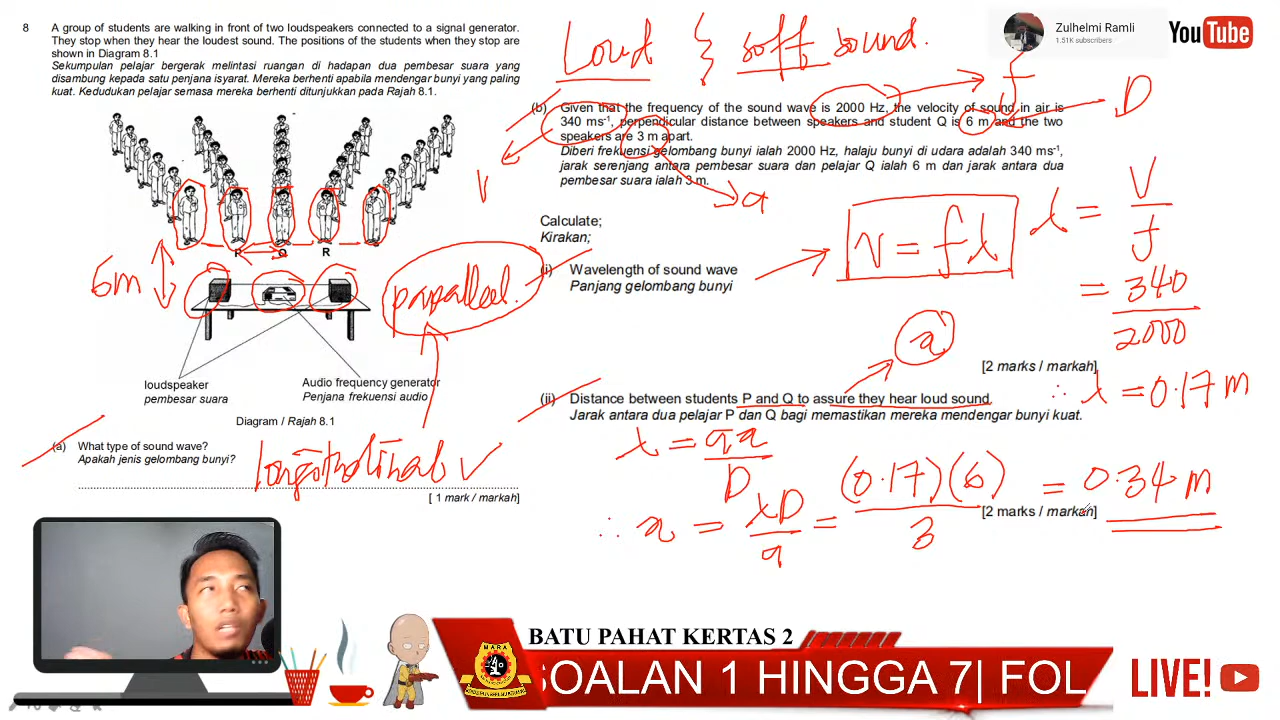 8 A group of students are walking in front of two loudspeakers connected to a signal generator.
They stop when they hear the loudest sound. The positions of the students when they stop are
shown in Diagram 8.1
Sekumpulan pelajar bergerak melintasi ruangan di hadapan dua pembesar suara yang
disambung kepada satu penjana isyarat. Mereka berhenti apabila mendengar bunyi yang paling
kuat. Kedudukan pelajar semasa mereka berhenti ditunjukkan pada Rajah 8.1.
P Q R
6m
loudspeaker
pembesar suara
Audio frequency generator
Penjana frekuensi audio
Diagram / Rajah 8.1
(a) What type of sound wave?
Apakah jenis gelombang bunyi?
longitudinal ✓
[ 1 mark / markah]
parallel
Loud } soft sound.
Zulhelmi Ramli
1.51K subscribers
YouTube
f
D
(b) Given that the frequency of the sound wave is 2000 Hz, the velocity of sound in air is
340 ms⁻¹, perpendicular distance between speakers and student Q is 6 m and the two
speakers are 3 m apart.
Diberi frekuensi gelombang bunyi ialah 2000 Hz, halaju bunyi di udara adalah 340 ms⁻¹,
jarak serenjang antara pembesar suara dan pelajar Q ialah 6 m dan jarak antara dua
pembesar suara ialah 3 m.
V
a
Calculate;
Kirakan;
(i) Wavelength of sound wave
Panjang gelombang bunyi
v = fλ
λ = V/f
= 340/2000
[2 marks / markah]
∴ λ = 0.17 m
x
(ii) Distance between students P and Q to assure they hear loud sound.
Jarak antara dua pelajar P dan Q bagi memastikan mereka mendengar bunyi kuat.
λ = ax/D
∴ x = λD/a = (0.17)(6)/3 = 0.34 m
[2 marks / markah]
BATU PAHAT KERTAS 2
SOALAN 1 HINGGA 7| FOL
LIVE!
MARA